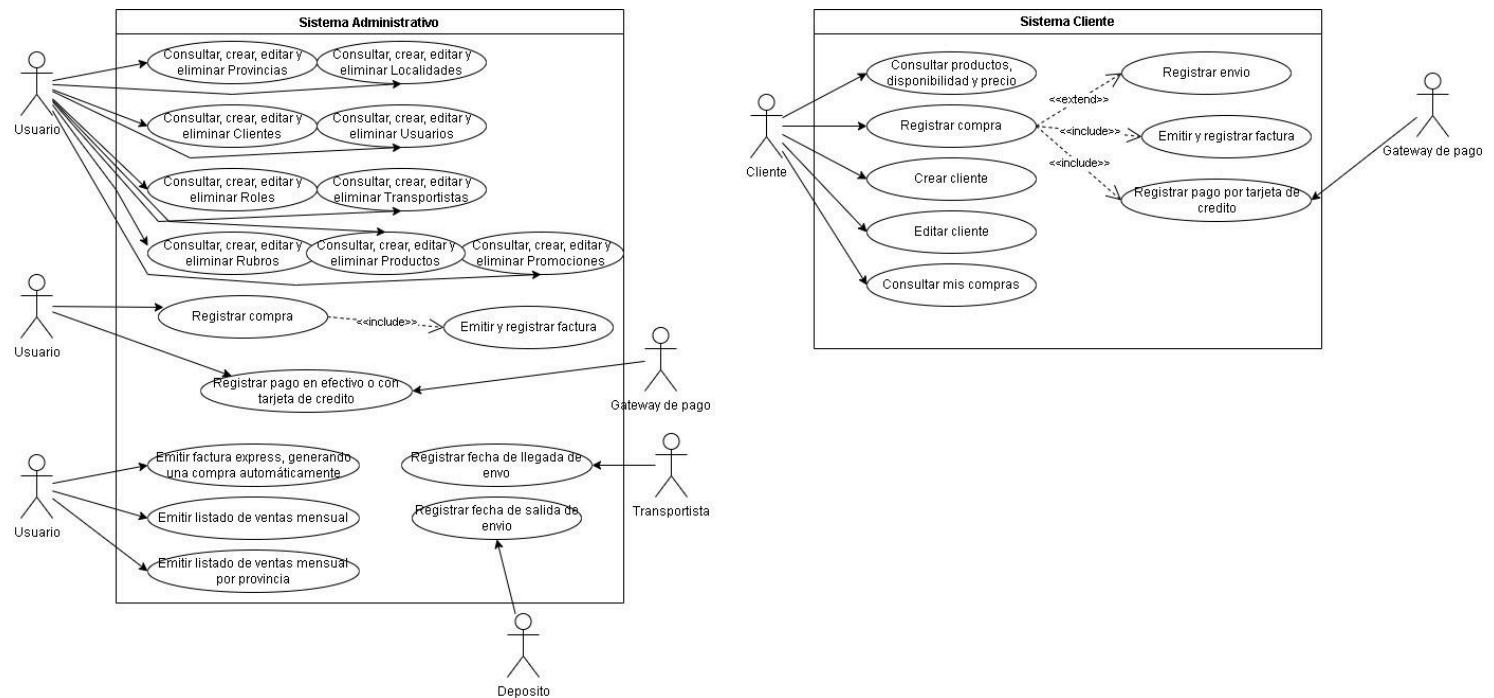 Sistema Administrativo
Consultar, crear, editar y
eliminar Provincias
Consultar, crear, editar y
eliminar Localidades
Usuario
Consultar, crear, editar y
eliminar Clientes
Consultar, crear, editar y
eliminar Usuarios
Consultar, crear, editar y
eliminar Roles
Consultar, crear, editar y
eliminar Transportistas
Consultar, crear, editar y
eliminar Rubros
Consultar, crear, editar y
eliminar Productos
Consultar, crear, editar y
eliminar Promociones
Usuario
Registrar compra
<<include>>
Emitir y registrar factura
Registrar pago en efectivo o con
tarjeta de credito
Gateway de pago
Usuario
Emitir factura express, generando
una compra automáticamente
Emitir listado de ventas mensual
Emitir listado de ventas mensual
por provincia
Registrar fecha de llegada de
envo
Transportista
Registrar fecha de salida de
envio
Deposito
Sistema Cliente
Cliente
Consultar productos,
disponibilidad y precio
Registrar compra
Crear cliente
Editar cliente
Consultar mis compras
<<extend>>
<<include>>
<<include>>
Registrar envio
Emitir y registrar factura
Registrar pago por tarjeta de
credito
Gateway de pago